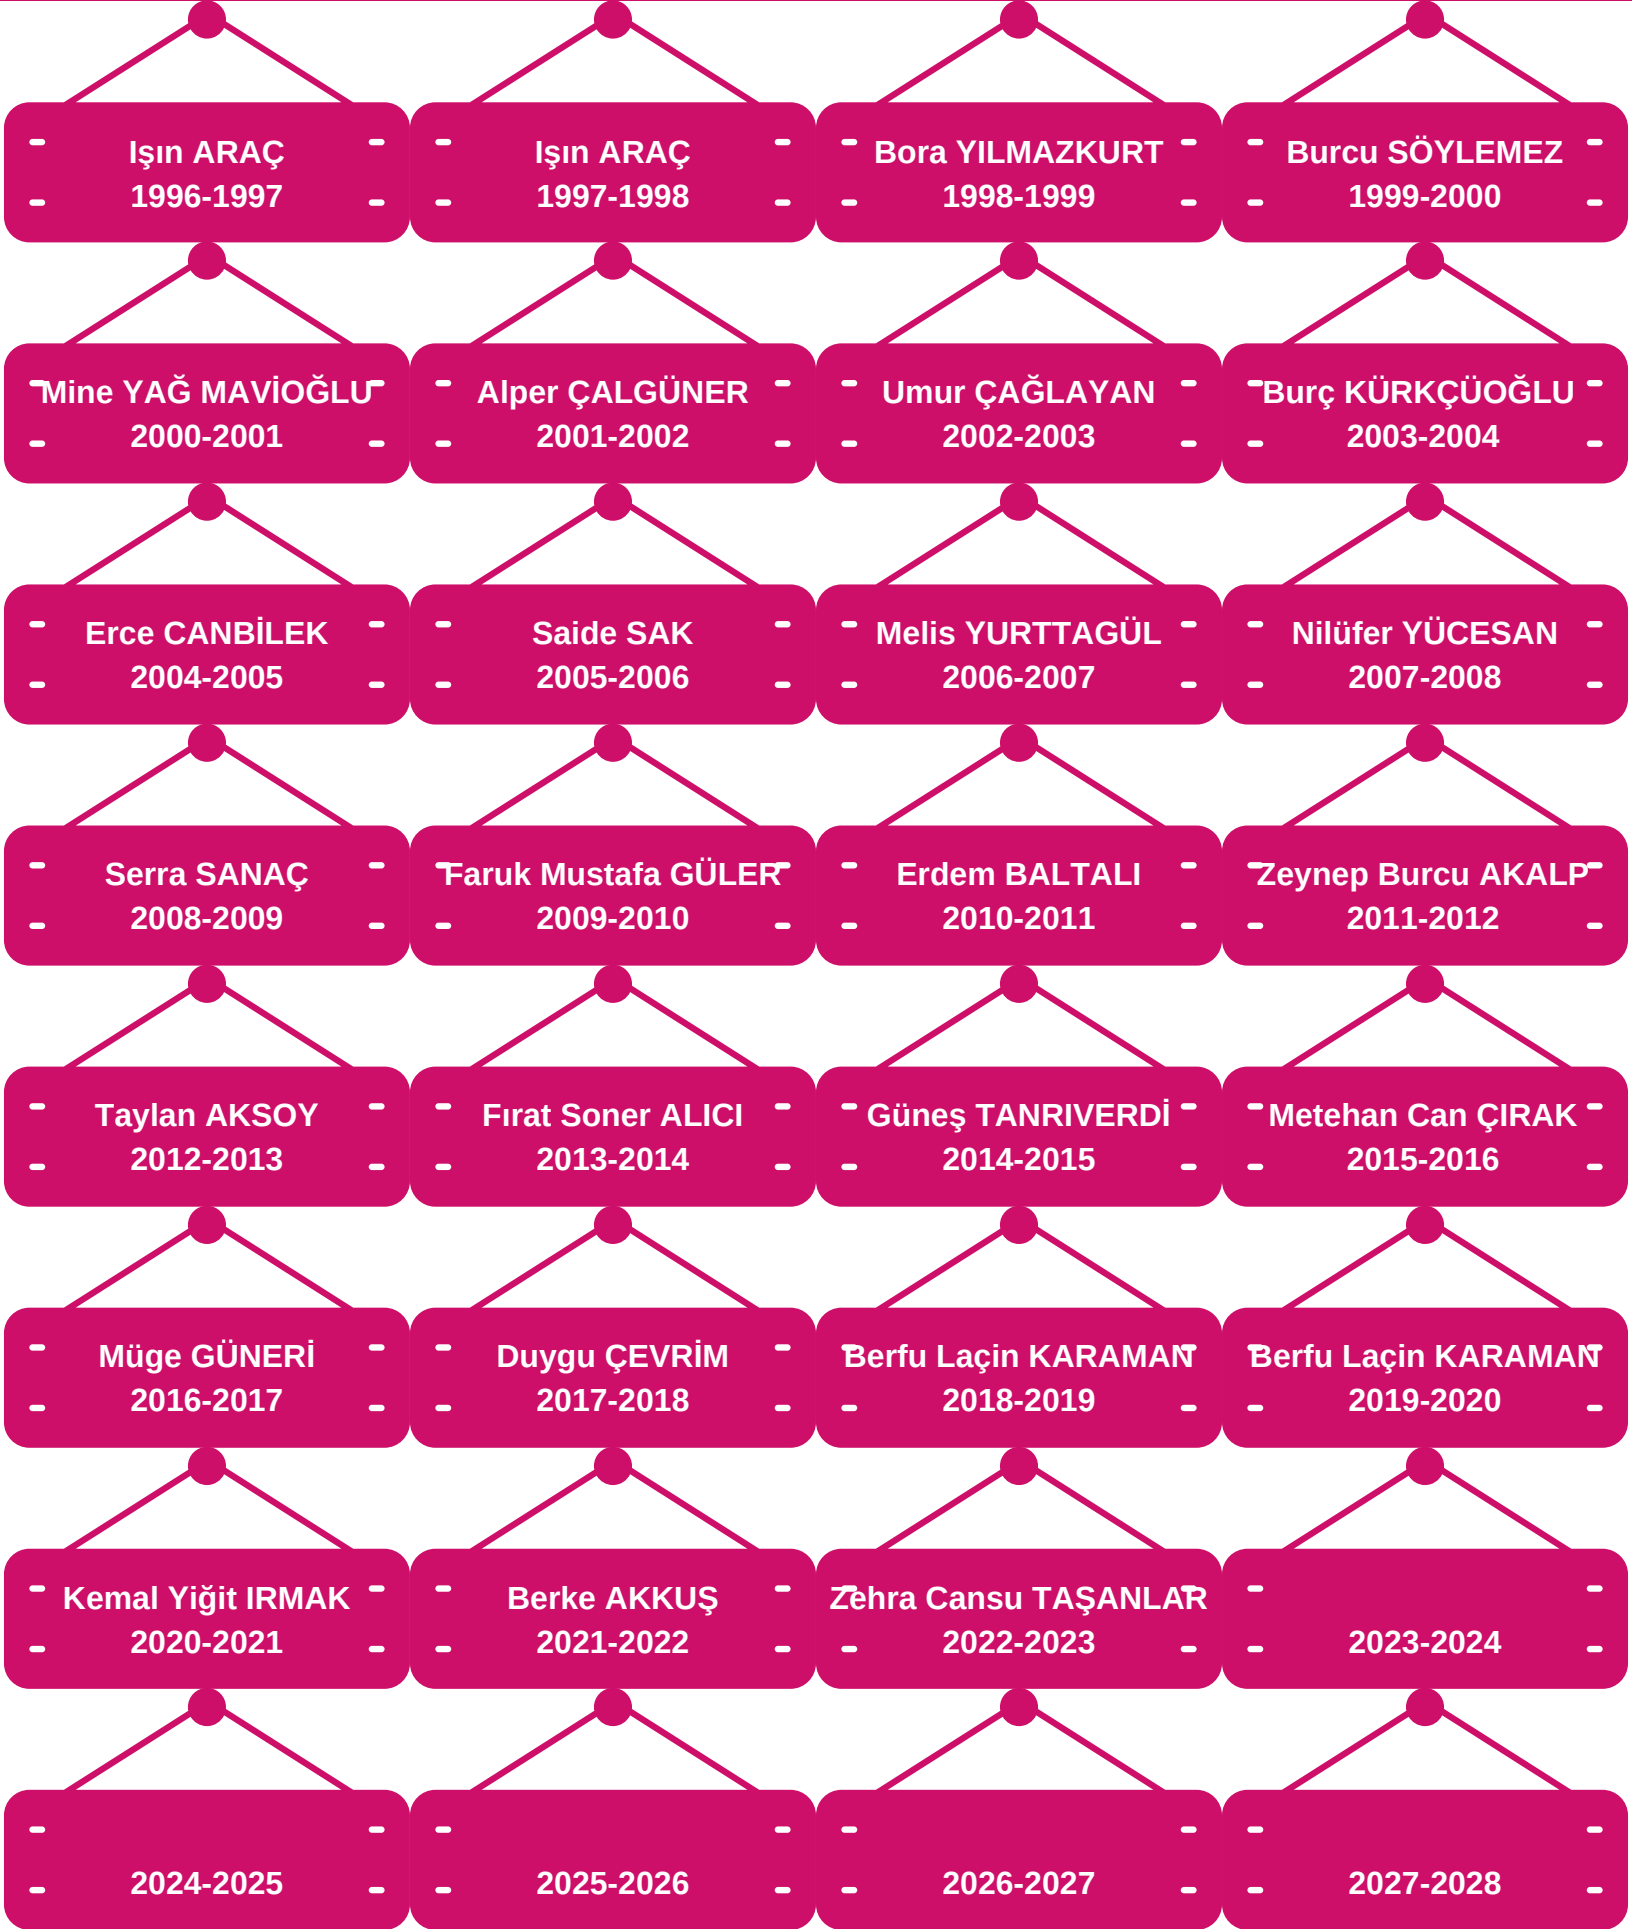 Işın ARAÇ
1996-1997
Işın ARAÇ
1997-1998
Bora YILMAZKURT
1998-1999
Burcu SÖYLEMEZ
1999-2000
Mine YAĞ MAVİOĞLU
2000-2001
Alper ÇALGÜNER
2001-2002
Umur ÇAĞLAYAN
2002-2003
Burç KÜRKÇÜOĞLU
2003-2004
Erce CANBİLEK
2004-2005
Saide SAK
2005-2006
Melis YURTTAGÜL
2006-2007
Nilüfer YÜCESAN
2007-2008
Serra SANAÇ
2008-2009
Faruk Mustafa GÜLER
2009-2010
Erdem BALTALI
2010-2011
Zeynep Burcu AKALP
2011-2012
Taylan AKSOY
2012-2013
Fırat Soner ALICI
2013-2014
Güneş TANRIVERDİ
2014-2015
Metehan Can ÇIRAK
2015-2016
Müge GÜNERİ
2016-2017
Duygu ÇEVRİM
2017-2018
Berfu Laçin KARAMAN
2018-2019
Berfu Laçin KARAMAN
2019-2020
Kemal Yiğit IRMAK
2020-2021
Berke AKKUŞ
2021-2022
Zehra Cansu TAŞANLAR
2022-2023
2023-2024
2024-2025
2025-2026
2026-2027
2027-2028